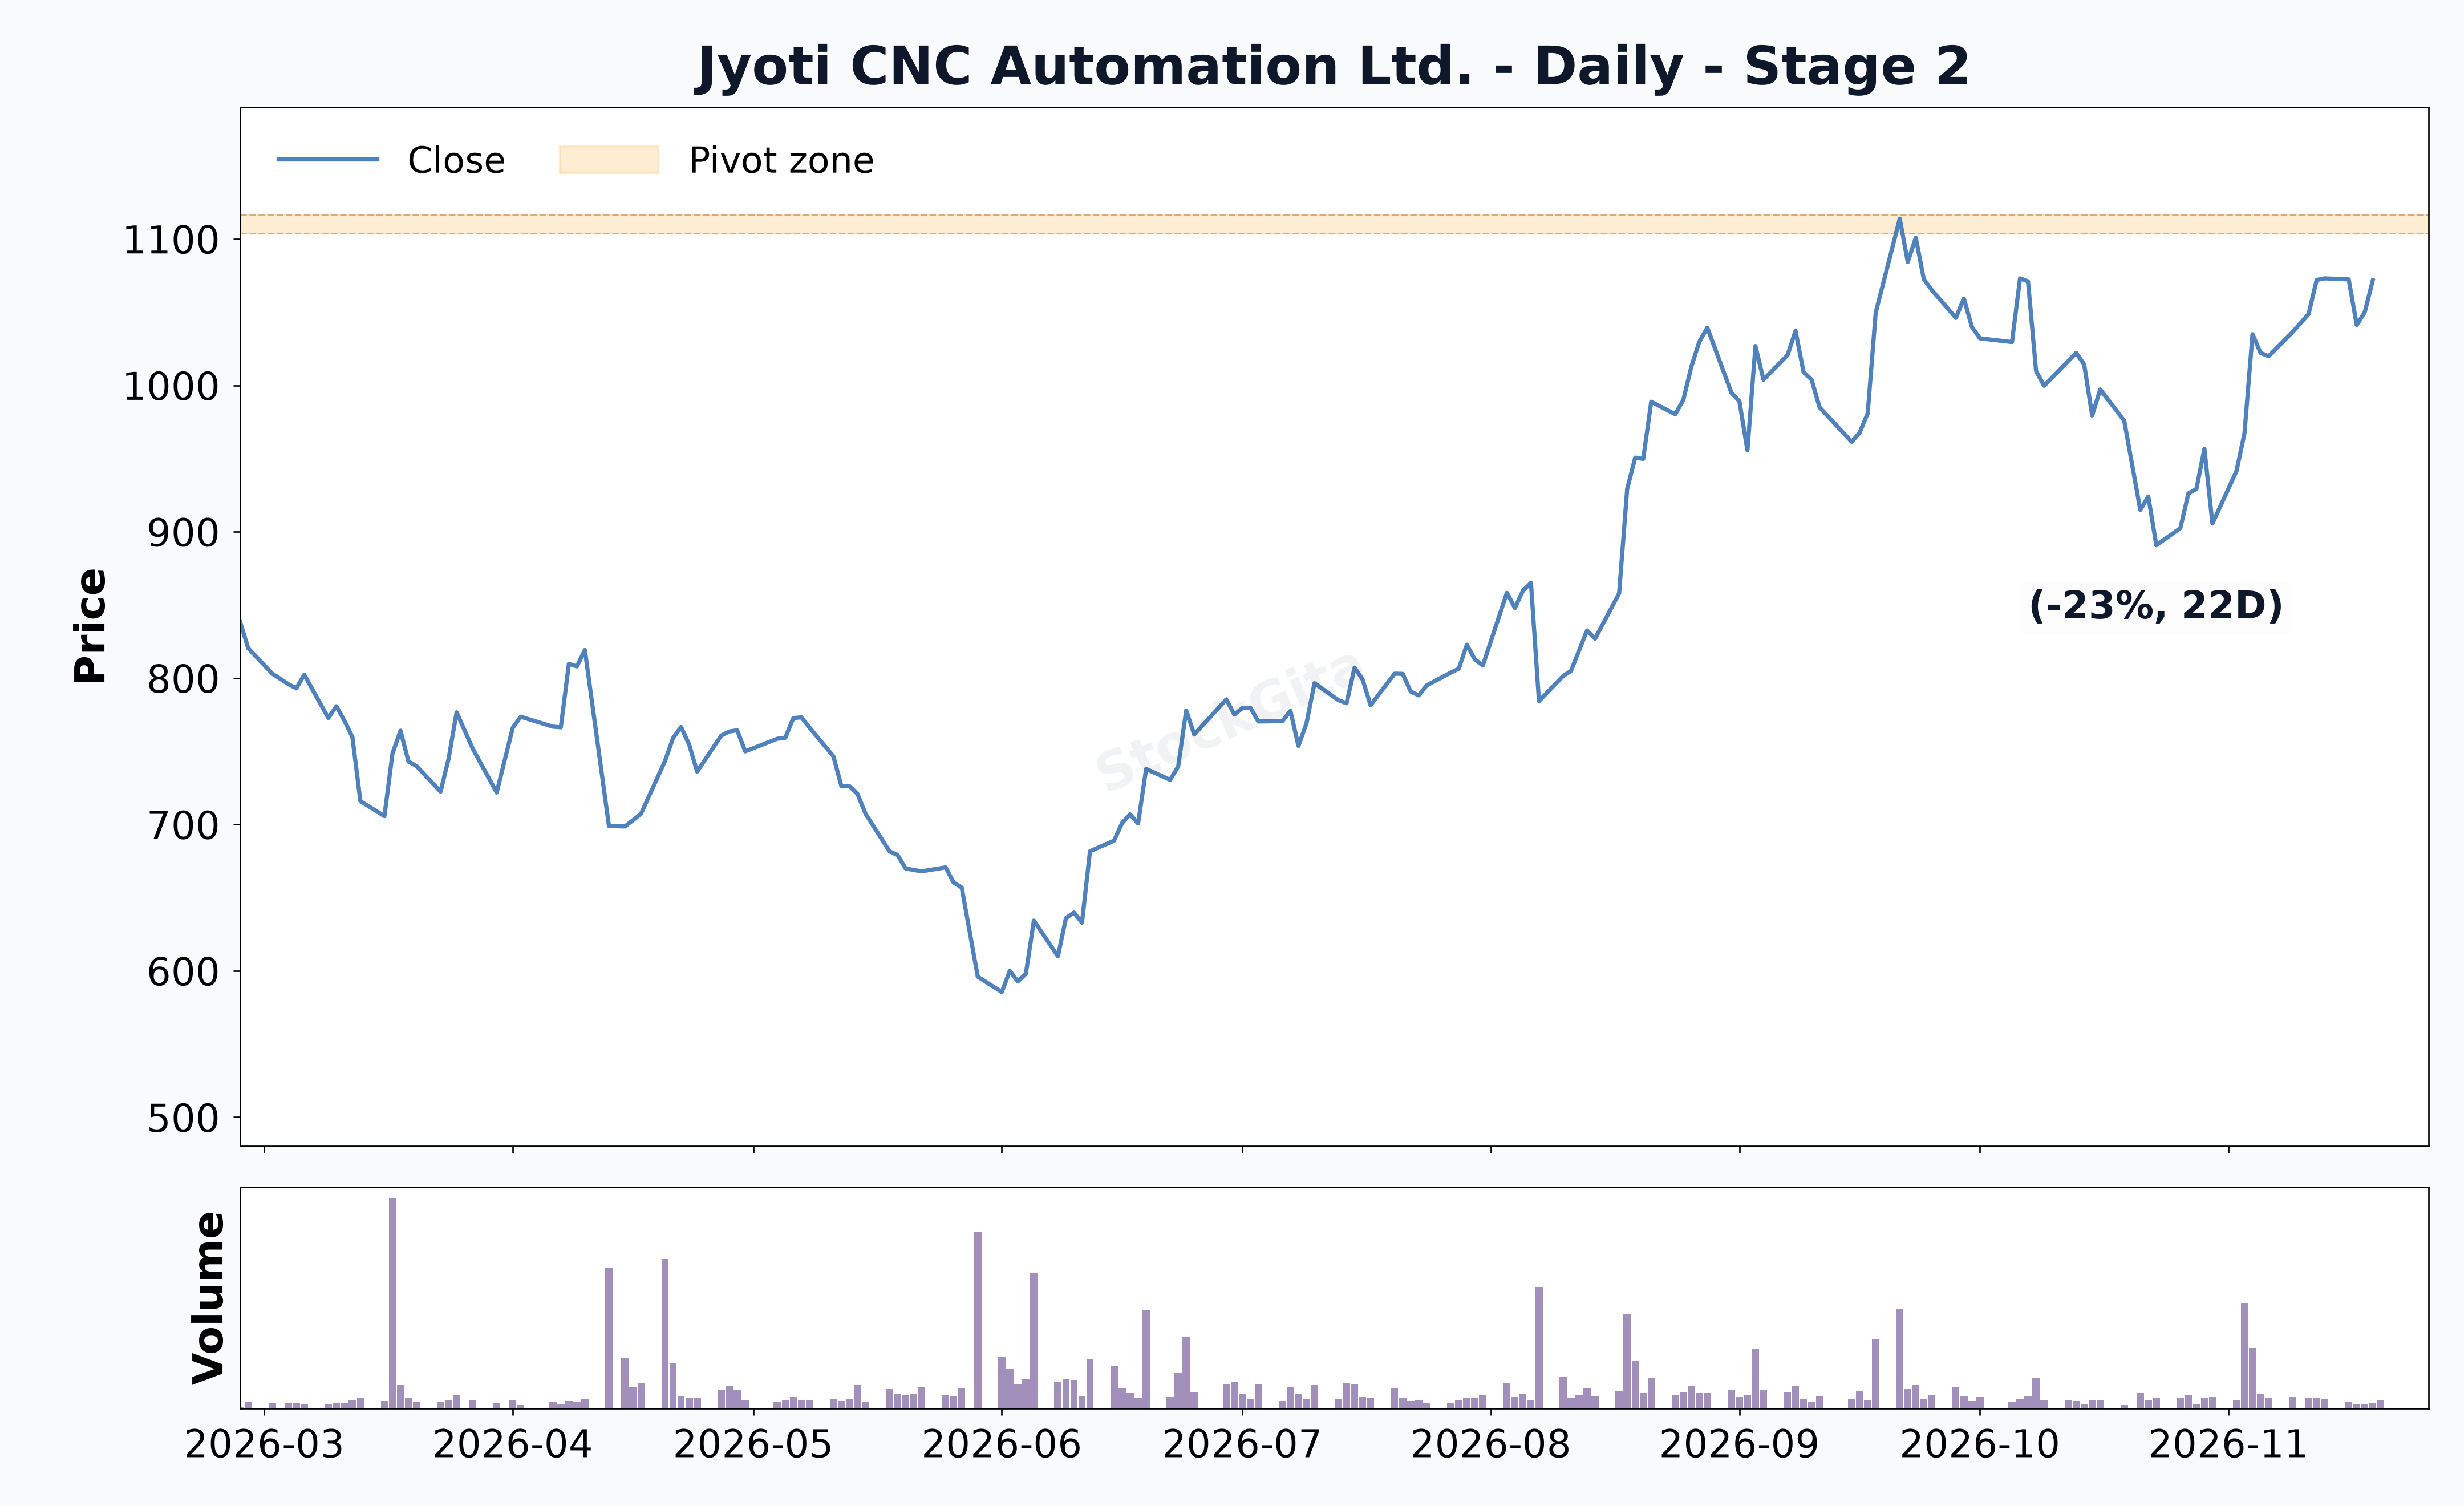 Jyoti CNC Automation Ltd. - Daily - Stage 2
Close
Pivot zone
1100
1000
900
800
700
600
500
Price
(-23%, 22D)
StockGita
Volume
2026-03
2026-04
2026-05
2026-06
2026-07
2026-08
2026-09
2026-10
2026-11